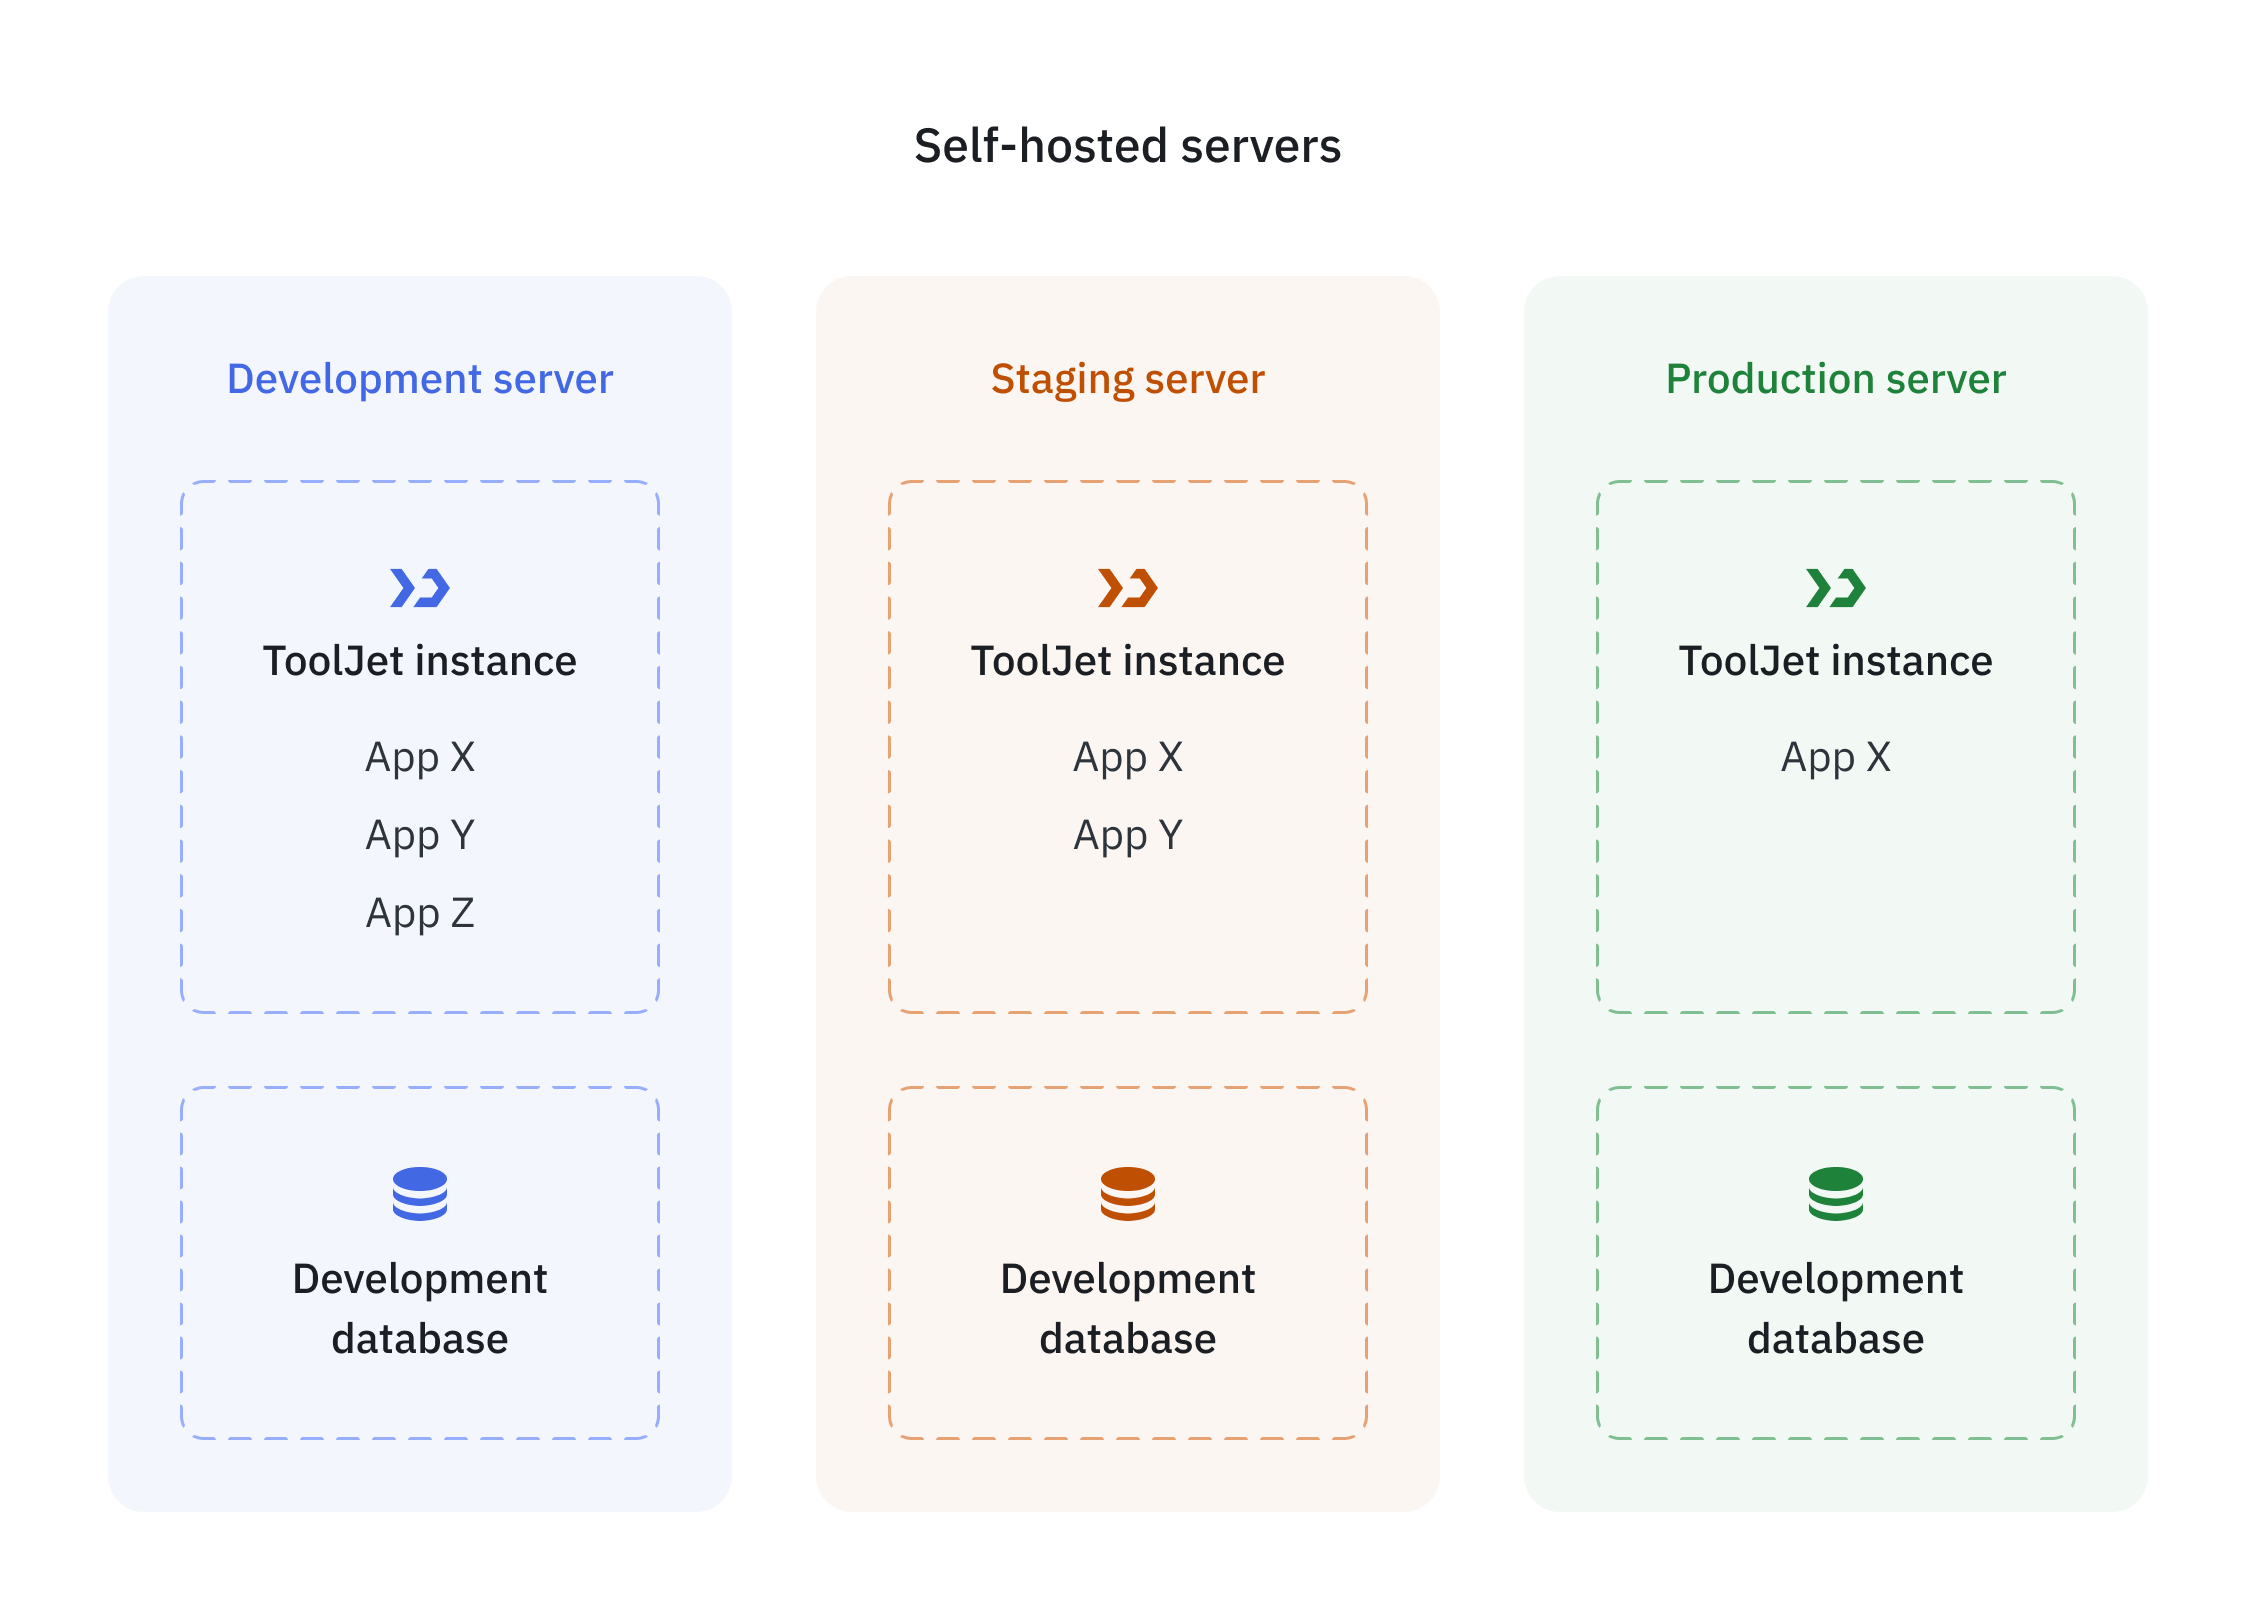 Self-hosted servers
Development server
ToolJet instance
App X
App Y
App Z
Development
database
Staging server
ToolJet instance
App X
App Y
Development
database
Production server
ToolJet instance
App X
Development
database